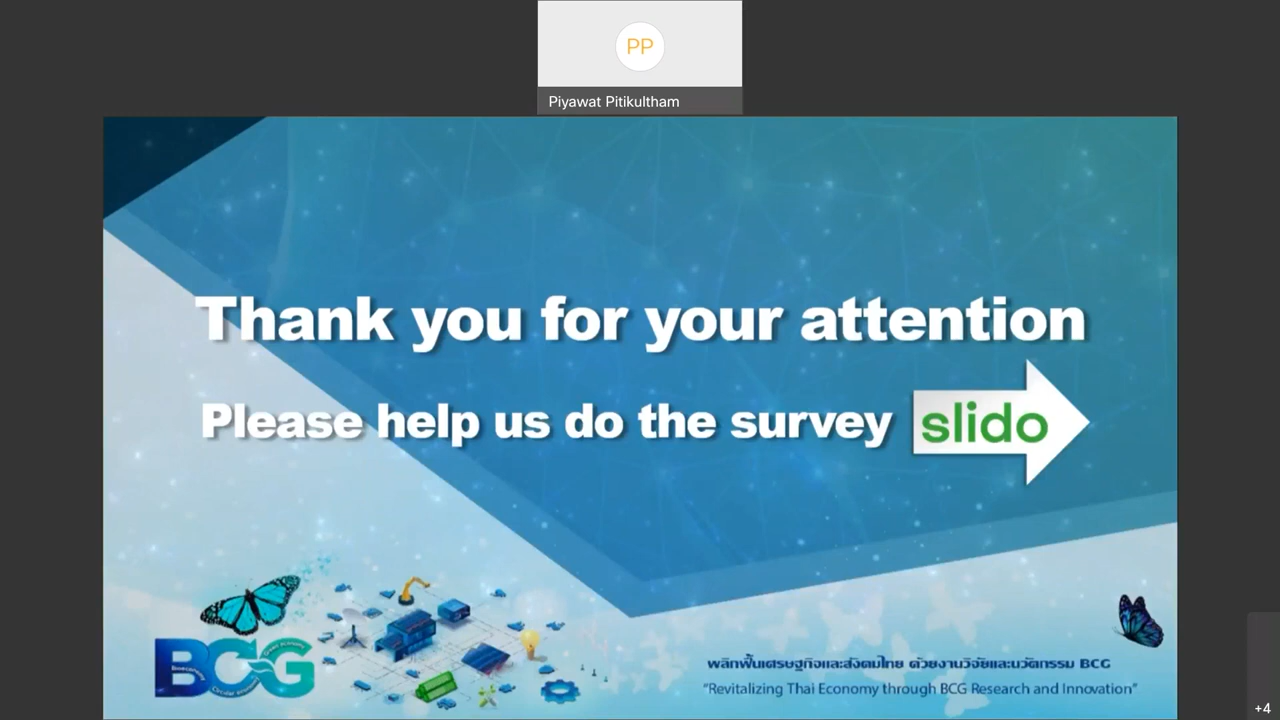 PP
Piyawat Pitikultham
Thank you for your attention
Please help us do the survey slido
BCG
พลิกฟื้นเศรษฐกิจและสังคมไทย ด้วยงานวิจัยและนวัตกรรม BCG
"Revitalizing Thai Economy through BCG Research and Innovation"
+4